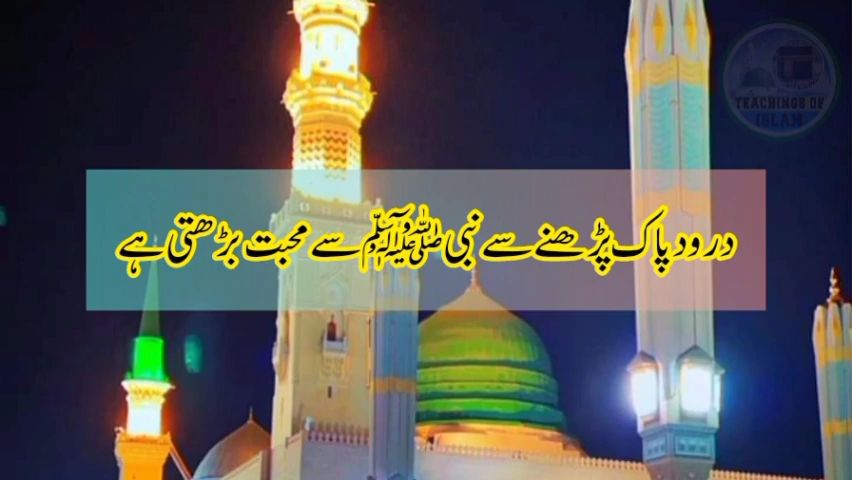 TEACHINGS OF
ISLAM
درود پاک پڑھنے سے نبی ﷺ سے محبت بڑھتی ہے